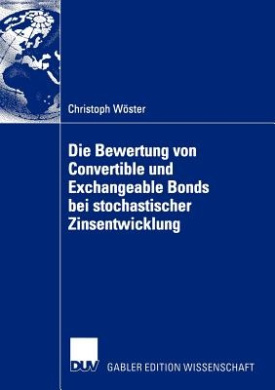 Christoph Wöster
Die Bewertung von
Convertible und
Exchangeable Bonds
bei stochastischer
Zinsentwicklung
DUV
GABLER EDITION WISSENSCHAFT